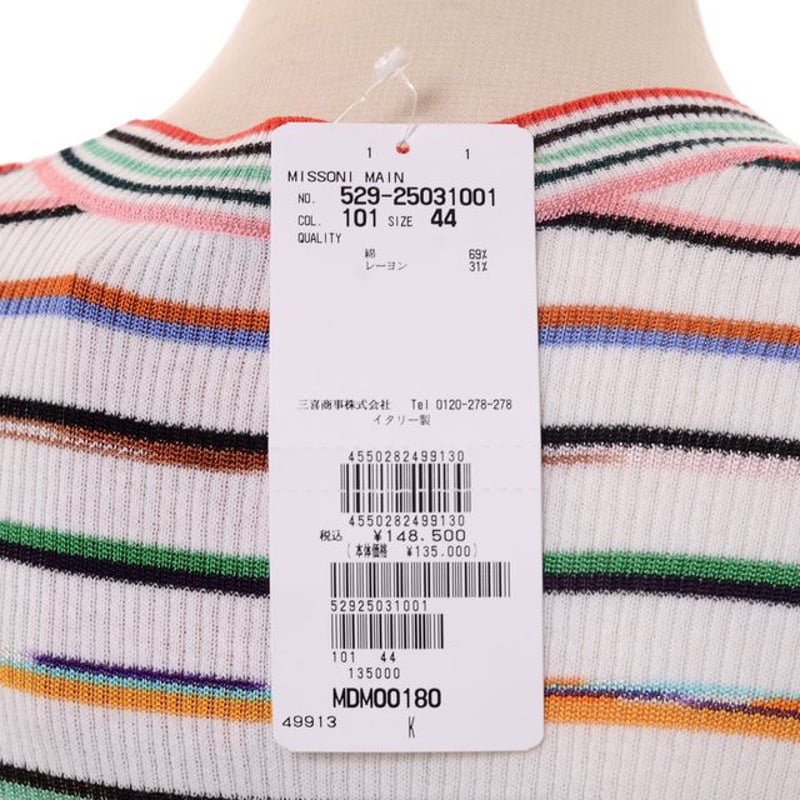 1 1
MISSONI MAIN
NO. 529-25031001
COL. 101 SIZE 44
QUALITY
綿 69%
レーヨン 31%
三喜商事株式会社 Tel 0120-278-278
イタリー製
4550282499130
4550282499130
税込 ¥148.500
(本体価格 ¥135.000)
52925031001
101 44
135000
MDM00180
49913 K